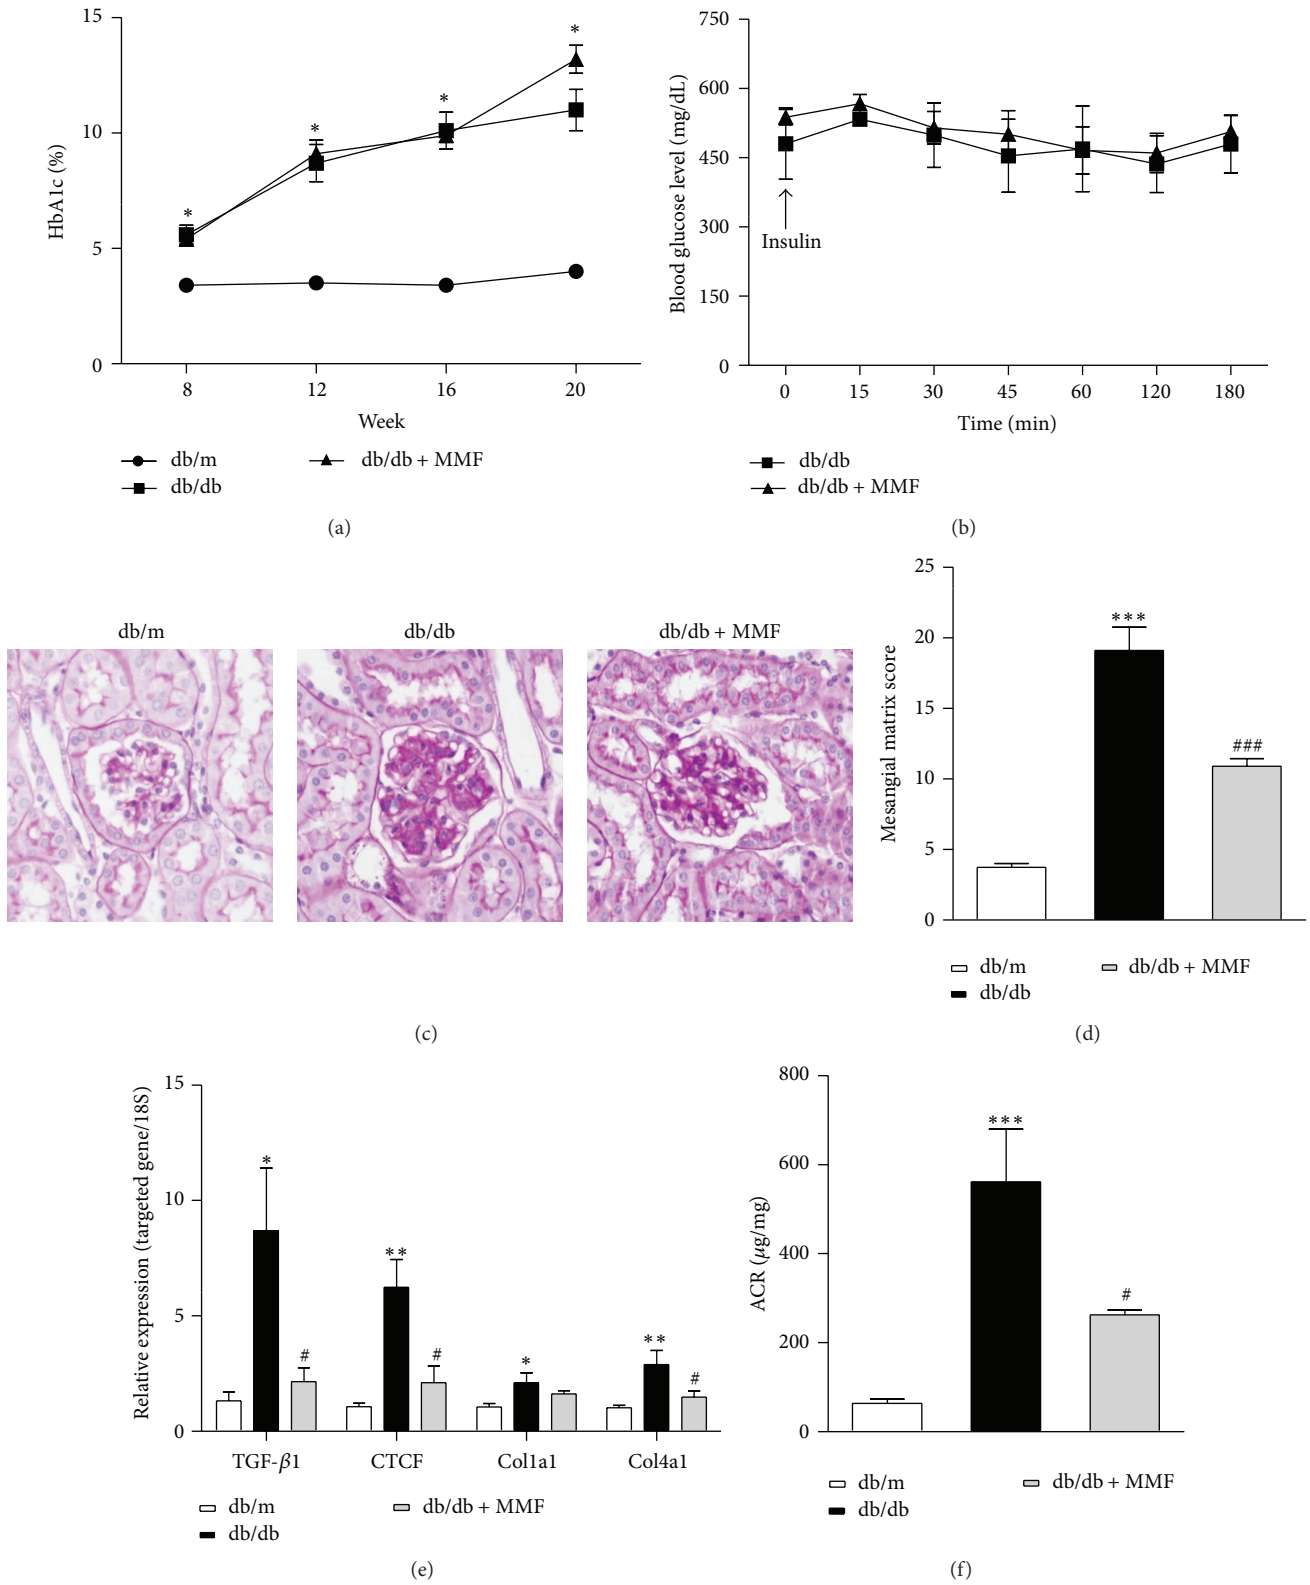 15
10
5
0
HbA1c (%)
*
*
*
*
8
12
16
20
Week
db/m
db/db + MMF
db/db
(a)
750
600
450
300
150
0
Blood glucose level (mg/dL)
Insulin
0
15
30
45
60
120
180
Time (min)
db/db
db/db + MMF
(b)
db/m
db/db
db/db + MMF
(c)
25
20
15
10
5
0
Mesangial matrix score
***
###
db/m
db/db + MMF
db/db
(d)
15
10
5
0
Relative expression (targeted gene/18S)
*
#
**
#
*
**
#
TGF-β1
CTCF
Col1a1
Col4a1
db/m
db/db + MMF
db/db
(e)
800
600
400
200
0
ACR (μg/mg)
***
#
db/m
db/db + MMF
db/db
(f)